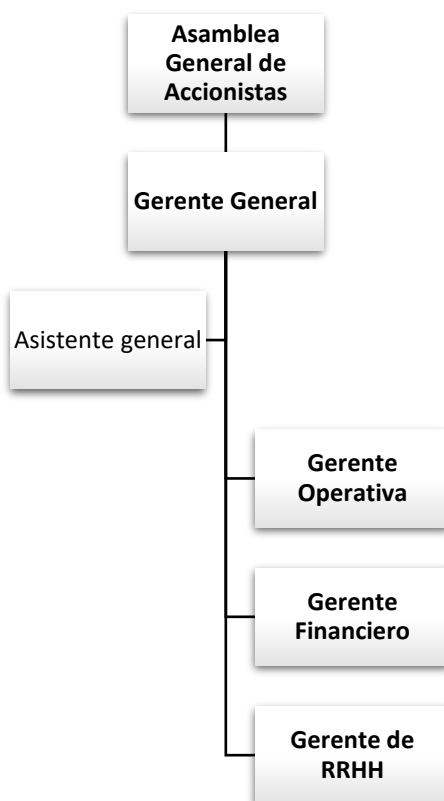 Asamblea
General de
Accionistas
Gerente General
Asistente general
Gerente
Operativa
Gerente
Financiero
Gerente de
RRHH